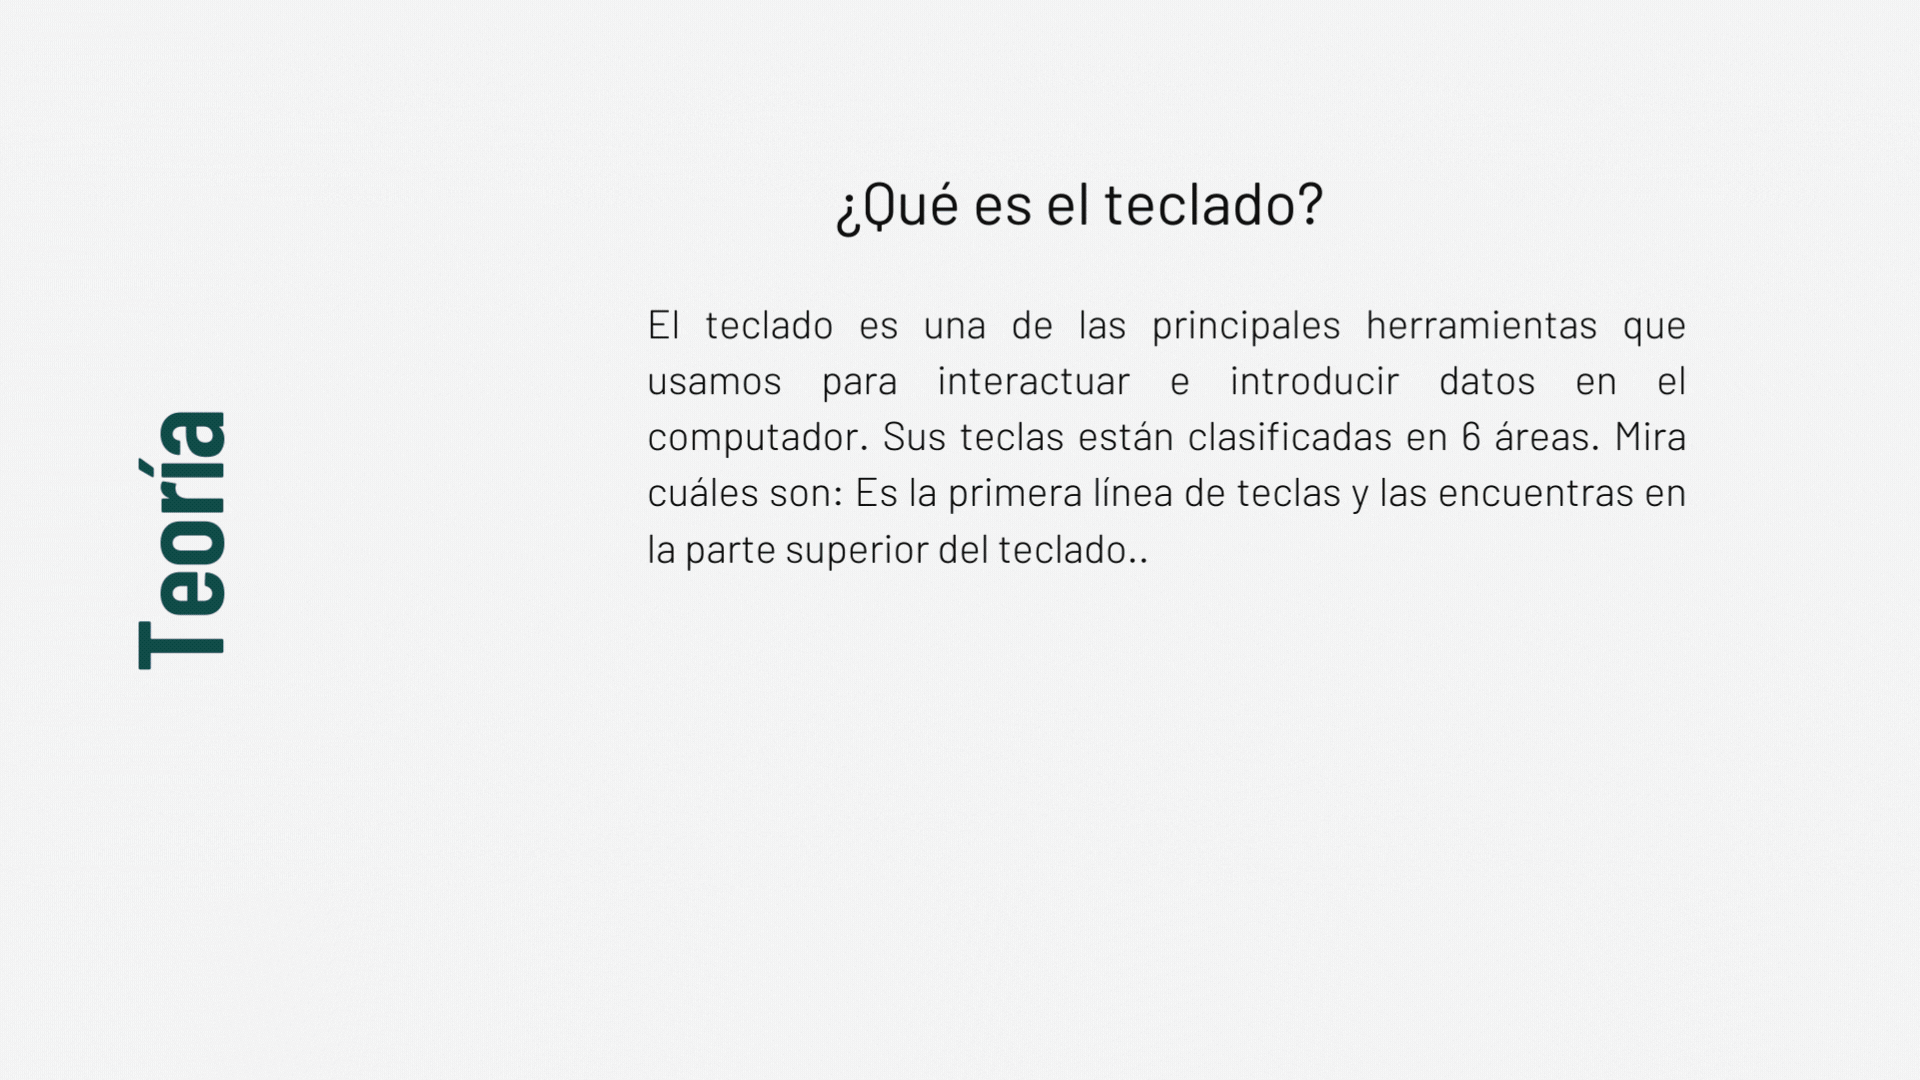 Teoría
¿Qué es el teclado?
El teclado es una de las principales herramientas que
usamos para interactuar e introducir datos en el
computador. Sus teclas están clasificadas en 6 áreas. Mira
cuáles son: Es la primera línea de teclas y las encuentras en
la parte superior del teclado..